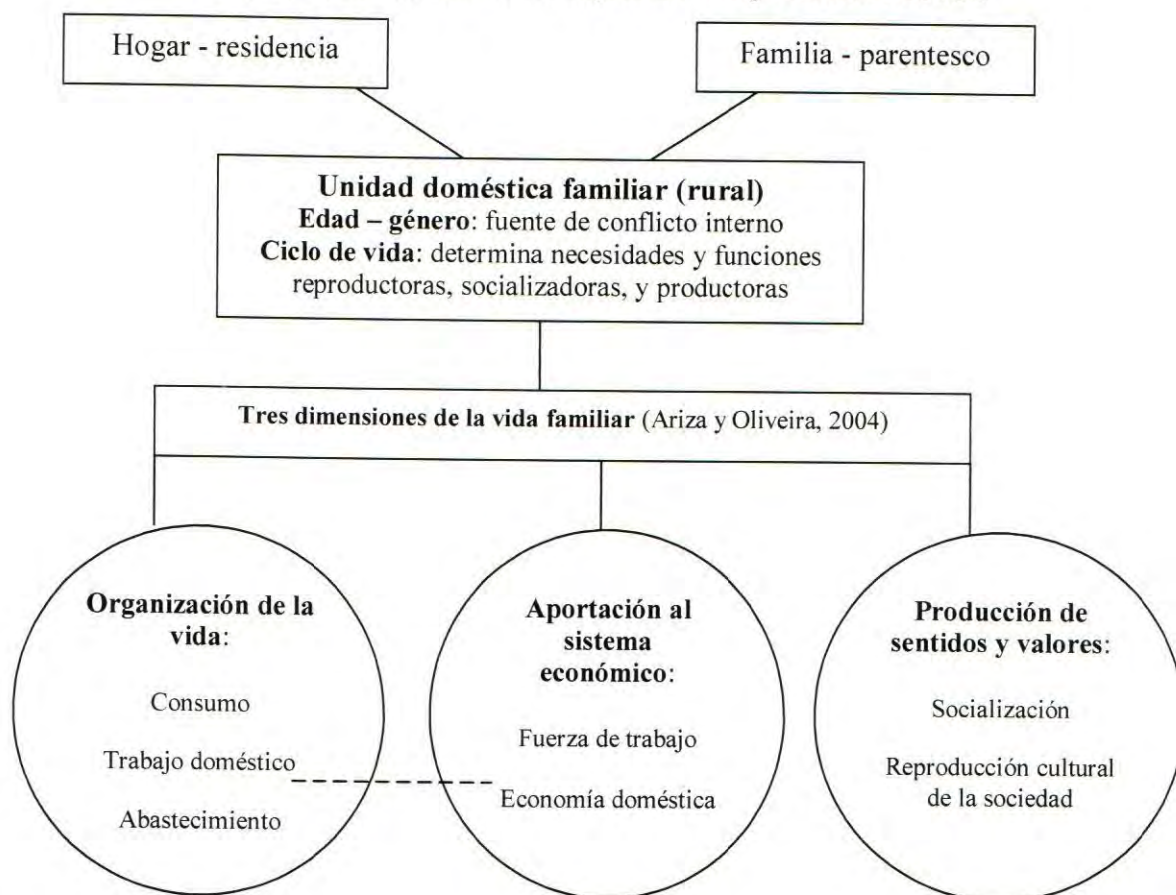 Hogar - residencia
Familia - parentesco
Unidad doméstica familiar (rural)
Edad – género: fuente de conflicto interno
Ciclo de vida: determina necesidades y funciones
reproductoras, socializadoras, y productoras
Tres dimensiones de la vida familiar (Ariza y Oliveira, 2004)
Organización de la
vida:
Consumo
Trabajo doméstico
Abastecimiento
Aportación al
sistema
económico:
Fuerza de trabajo
Economía doméstica
Producción de
sentidos y valores:
Socialización
Reproducción cultural
de la sociedad